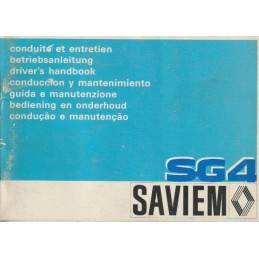 conduite et entretien
betriebsanleitung
driver's handbook
conduccion y mantenimiento
guida e manutenzione
bediening en onderhoud
condução e manutenção
SG4
SAVIEM